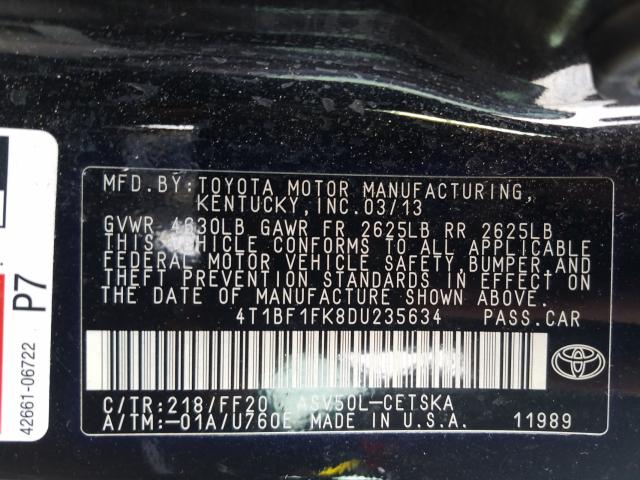 MFD. BY: TOYOTA MOTOR MANUFACTURING,
KENTUCKY, INC. 03/13
GVWR 4630LB GAWR FR 2625LB RR 2625LB
THIS VEHICLE CONFORMS TO ALL APPLICABLE
FEDERAL MOTOR VEHICLE SAFETY, BUMPER, AND
THEFT PREVENTION STANDARDS IN EFFECT ON
THE DATE OF MANUFACTURE SHOWN ABOVE.
4T1BF1FK8DU235634 PASS. CAR
C/TR: 218/FF20 ASV50L-CETSKA
A/TM: -01A/U760E MADE IN U.S.A. 11989
P7
42661-06722